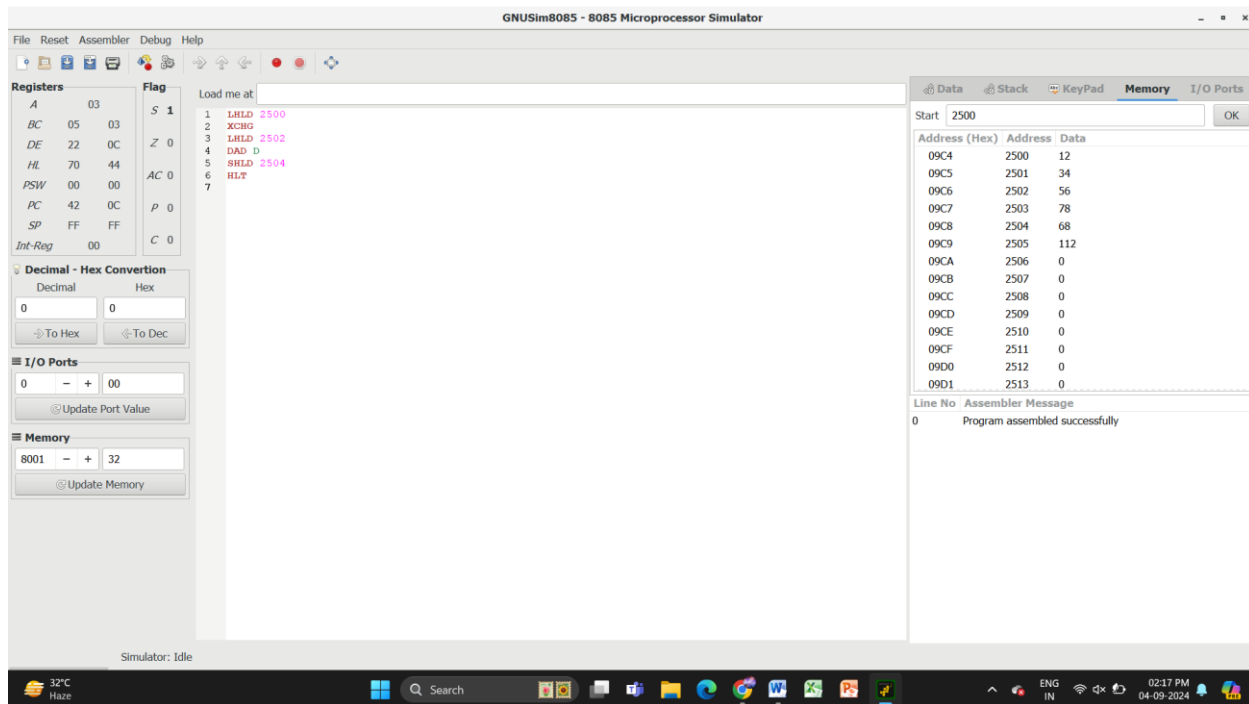 GNUSim8085 - 8085 Microprocessor Simulator
File Reset Assembler Debug Help
Registers
A 03
BC 05 03
DE 22 0C
HL 70 44
PSW 00 00
PC 42 0C
SP FF FF
Int-Reg 00
Flag
S 1
Z 0
AC 0
P 0
C 0
Decimal - Hex Convertion
Decimal Hex
0 0
To Hex To Dec
I/O Ports
0 − + 00
Update Port Value
Memory
8001 − + 32
Update Memory
Load me at
1 LHLD 2500
2 XCHG
3 LHLD 2502
4 DAD D
5 SHLD 2504
6 HLT
7
Data Stack KeyPad Memory I/O Ports
Start 2500 OK
Address (Hex) Address Data
09C4 2500 12
09C5 2501 34
09C6 2502 56
09C7 2503 78
09C8 2504 68
09C9 2505 112
09CA 2506 0
09CB 2507 0
09CC 2508 0
09CD 2509 0
09CE 2510 0
09CF 2511 0
09D0 2512 0
09D1 2513 0
Line No Assembler Message
0 Program assembled successfully
Simulator: Idle
32°C
Haze
Search
ENG
IN
02:17 PM
04-09-2024